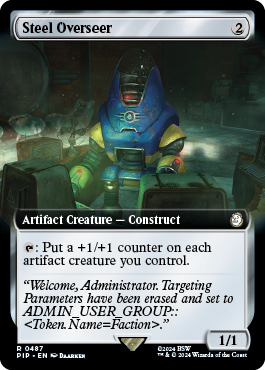 Steel Overseer 2
Artifact Creature — Construct
: Put a +1/+1 counter on each
artifact creature you control.
“Welcome, Administrator. Targeting
Parameters have been erased and set to
ADMIN_USER_GROUP::
<Token.Name=Faction>.”
1/1
R 0487
PIP • EN DAARKEN
©2024 BSW
™ & © 2024 Wizards of the Coast